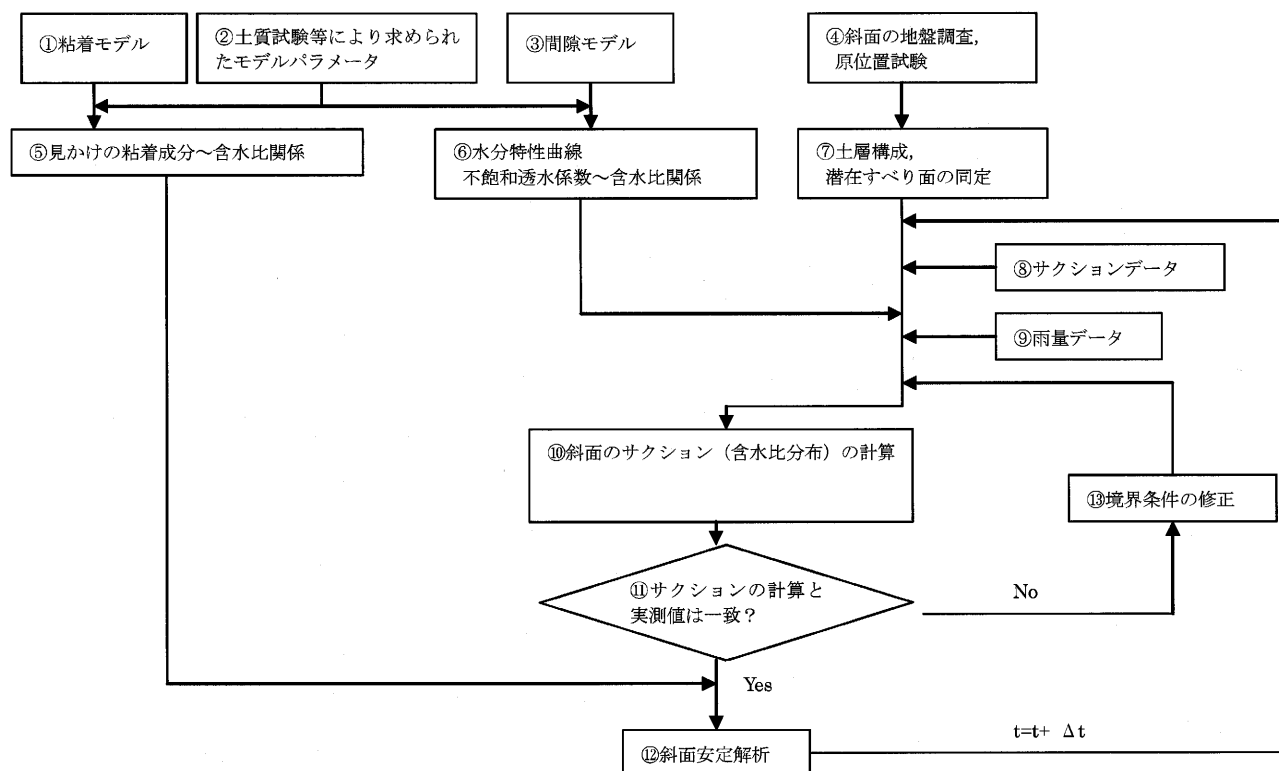 ①粘着モデル
②土質試験等により求められ
たモデルパラメータ
③間隙モデル
④斜面の地盤調査,
原位置試験
⑤見かけの粘着成分～含水比関係
⑥水分特性曲線
不飽和透水係数～含水比関係
⑦土層構成,
潜在すべり面の同定
⑧サクションデータ
⑨雨量データ
⑩斜面のサクション（含水比分布）の計算
⑬境界条件の修正
⑪サクションの計算と
実測値は一致？
No
Yes
t=t+ Δt
⑫斜面安定解析